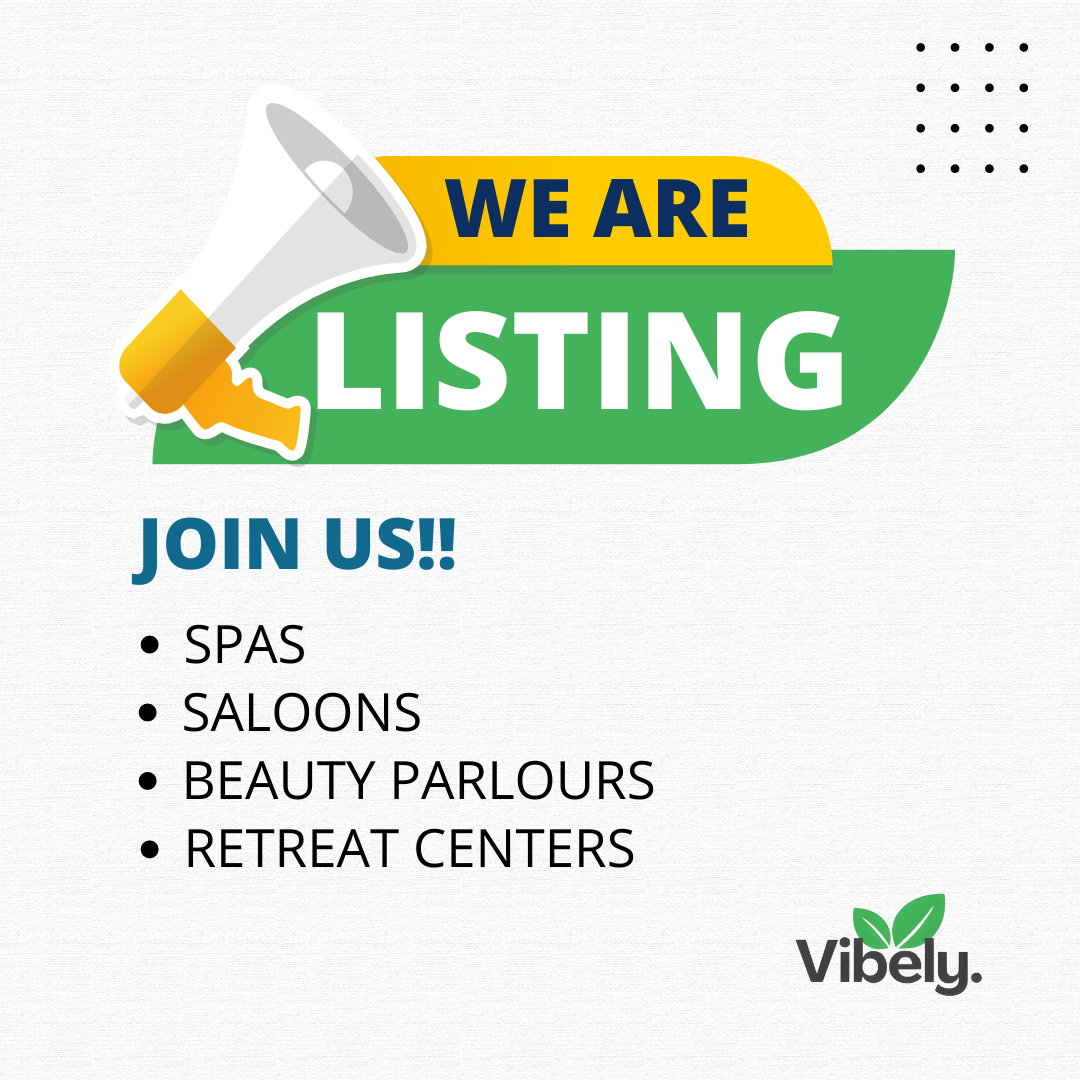 WE ARE
LISTING
JOIN US!!
SPAS
SALOONS
BEAUTY PARLOURS
RETREAT CENTERS
Vibely.